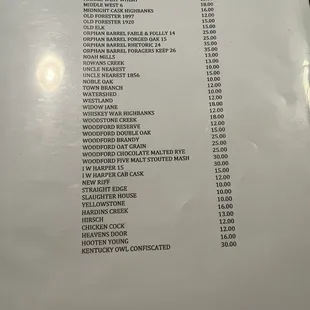 MIDDLE WEST 6 18.00
MIDNIGHT CASK HIGHBANKS 16.00
OLD FORESTER 1897 12.00
OLD FORESTER 1920 15.00
OLD ELK 12.00
ORPHAN BARREL FABLE & FOLLLY 14 25.00
ORPHAN BARREL FORGED OAK 15 25.00
ORPHAN BARREL RHETORIC 24 35.00
ORPHAN BARREL FORAGERS KEEP 26 35.00
NOAH MILLS 13.00
ROWANS CREEK 13.00
UNCLE NEAREST 10.00
UNCLE NEAREST 1856 15.00
NOBLE OAK 10.00
TOWN BRANCH 12.00
WATERSHED 10.00
WESTLAND 12.00
WIDOW JANE 12.00
WHISKEY WAR HIGHBANKS 12.00
WOODSTONE CREEK 18.00
WOODFORD RESERVE 12.00
WOODFORD DOUBLE OAK 15.00
WOODFORD BRANDY 25.00
WOODFORD OAT GRAIN 25.00
WOODFORD CHOCOLATE MALTED RYE 25.00
WOODFORD FIVE MALT STOUTED MASH 30.00
I W HARPER 15 30.00
I W HARPER CAB CASK 15.00
NEW RIFF 12.00
STRAIGHT EDGE 10.00
SLAUGHTER HOUSE 10.00
YELLOWSTONE 10.00
HARDINS CREEK 16.00
HIRSCH 13.00
CHICKEN COCK 12.00
HEAVENS DOOR 12.00
HOOTEN YOUNG 16.00
KENTUCKY OWL CONFISCATED 30.00